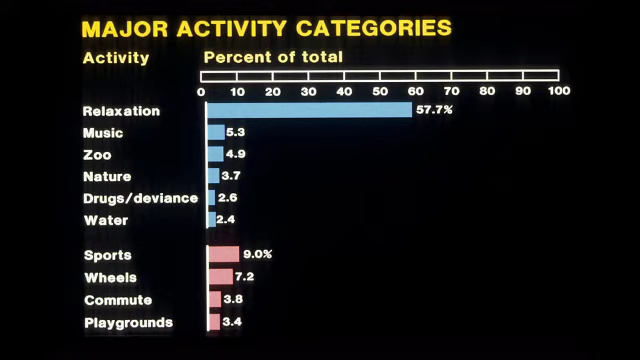 MAJOR ACTIVITY CATEGORIES
Activity Percent of total
0 10 20 30 40 50 60 70 80 90 100
Relaxation 57.7%
Music 5.3
Zoo 4.9
Nature 3.7
Drugs/deviance 2.6
Water 2.4
Sports 9.0%
Wheels 7.2
Commute 3.8
Playgrounds 3.4